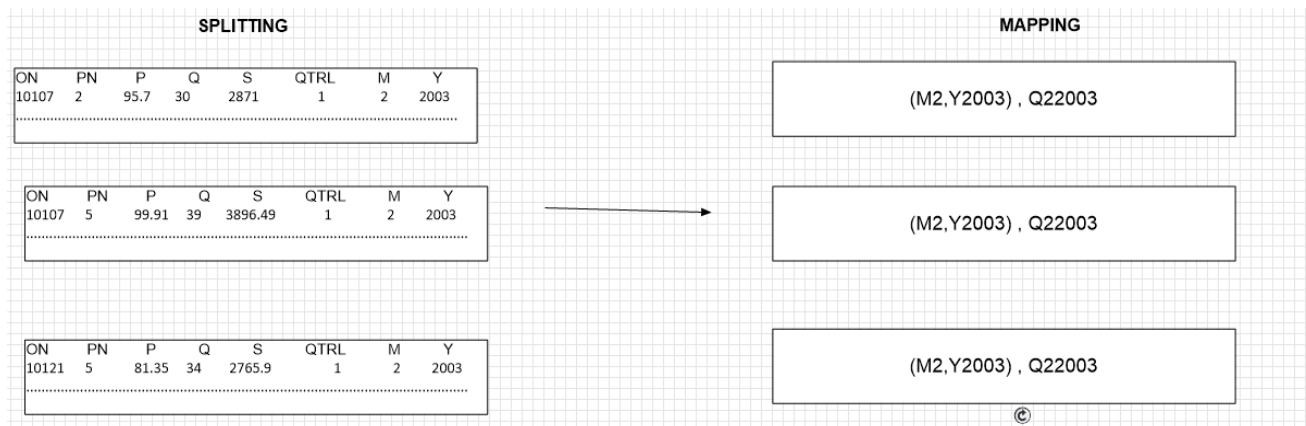 SPLITTING
MAPPING
ON PN P Q S QTRL M Y
10107 2 95.7 30 2871 1 2 2003
(M2,Y2003) , Q22003
ON PN P Q S QTRL M Y
10107 5 99.91 39 3896.49 1 2 2003
(M2,Y2003) , Q22003
ON PN P Q S QTRL M Y
10121 5 81.35 34 2765.9 1 2 2003
(M2,Y2003) , Q22003